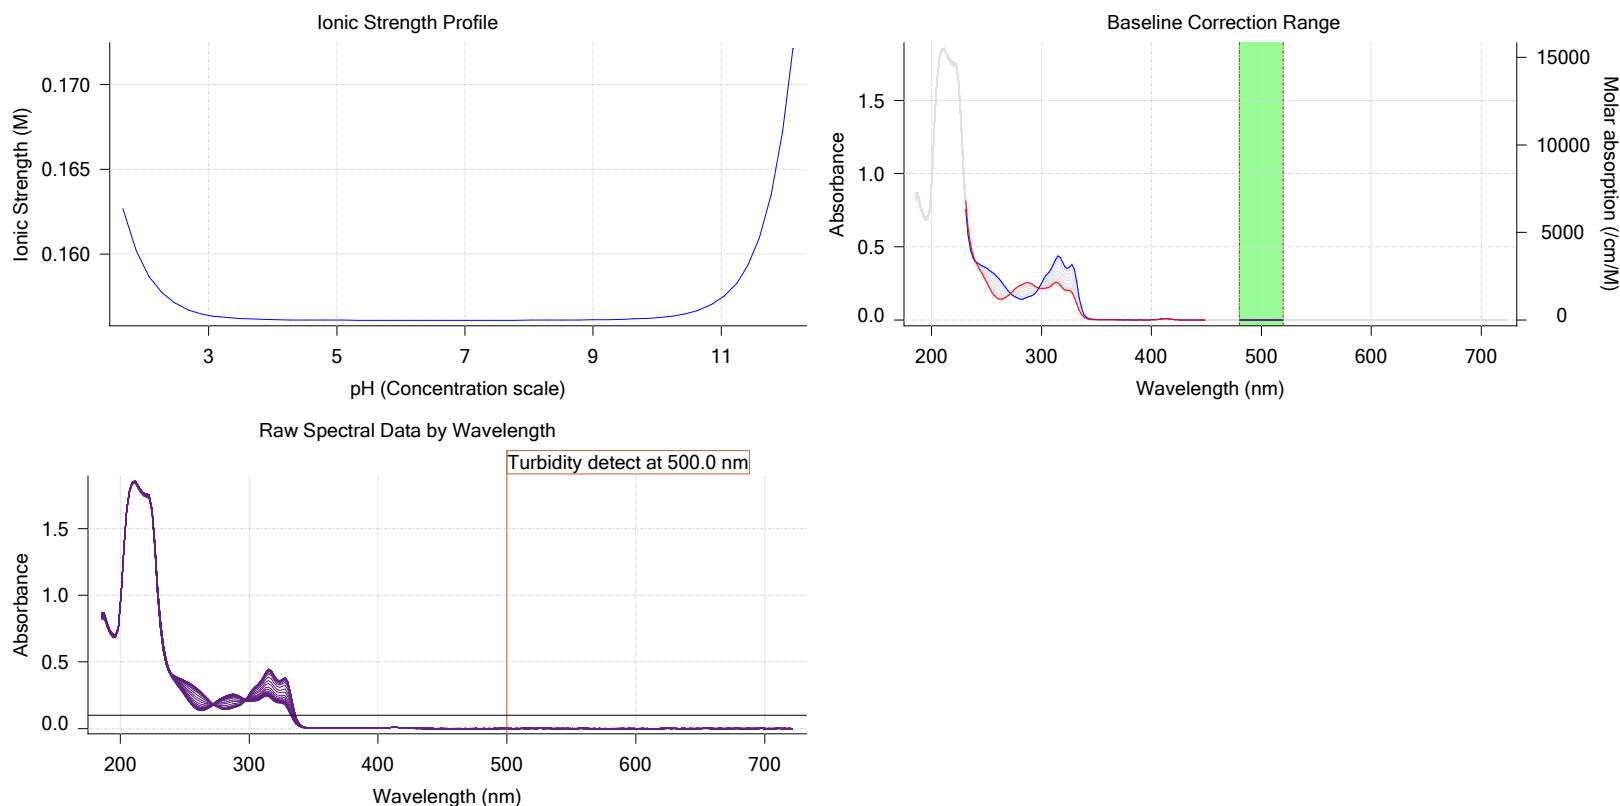 Ionic Strength Profile
Ionic Strength (M)
0.170
0.165
0.160
3 5 7 9 11
pH (Concentration scale)
Baseline Correction Range
Absorbance
1.5
1.0
0.5
0.0
15000
10000
5000
0
Molar absorption (/cm/M)
200 300 400 500 600 700
Wavelength (nm)
Raw Spectral Data by Wavelength
Turbidity detect at 500.0 nm
Absorbance
1.5
1.0
0.5
0.0
200 300 400 500 600 700
Wavelength (nm)